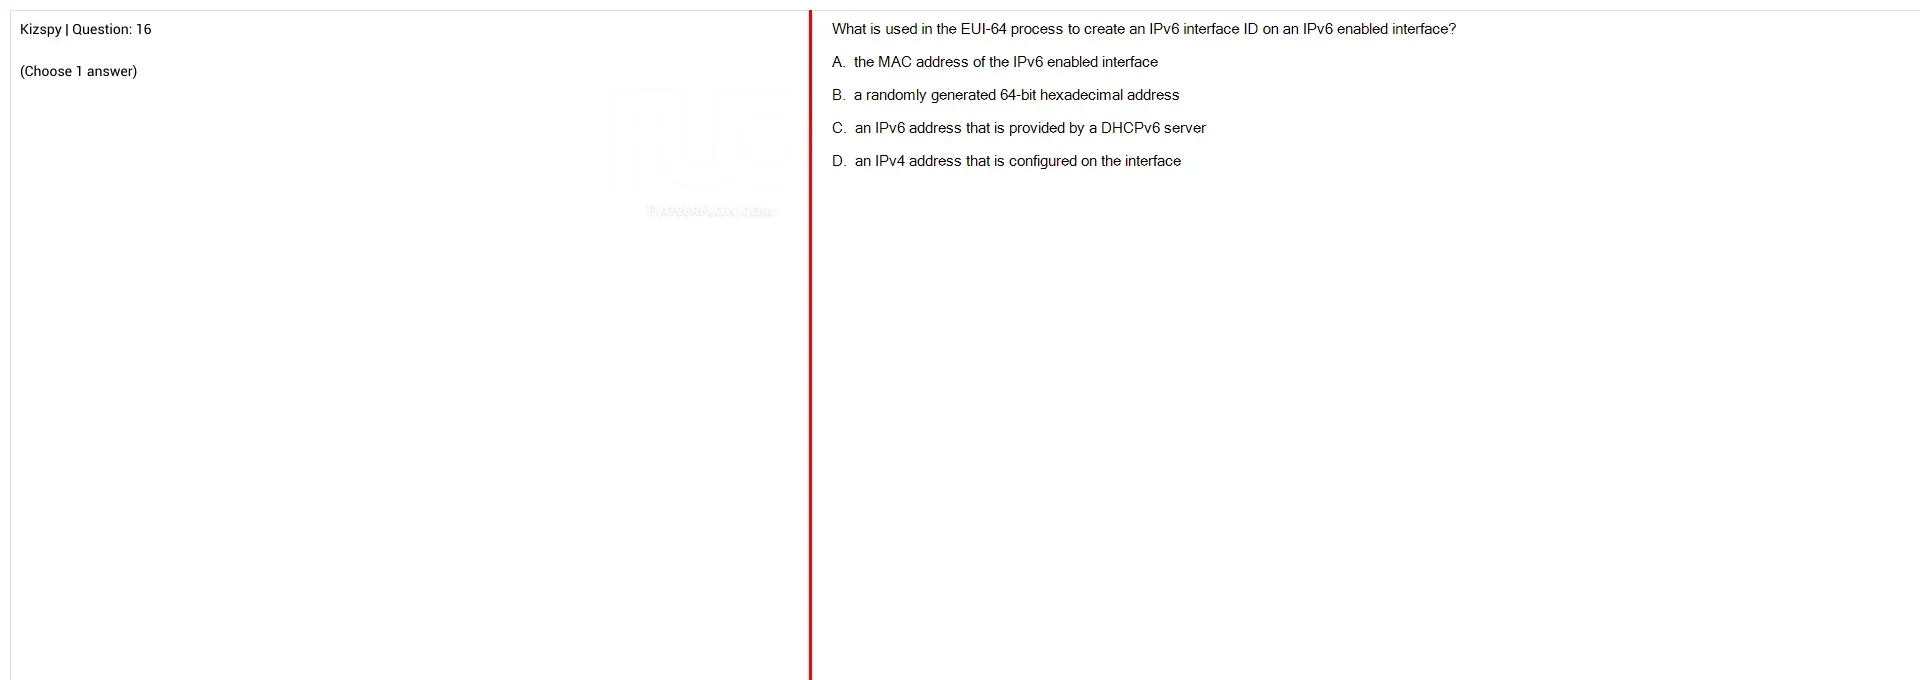 Kizspy | Question: 16
(Choose 1 answer)
FUOVERFLOW.COM
What is used in the EUI-64 process to create an IPv6 interface ID on an IPv6 enabled interface?
A. the MAC address of the IPv6 enabled interface
B. a randomly generated 64-bit hexadecimal address
C. an IPv6 address that is provided by a DHCPv6 server
D. an IPv4 address that is configured on the interface